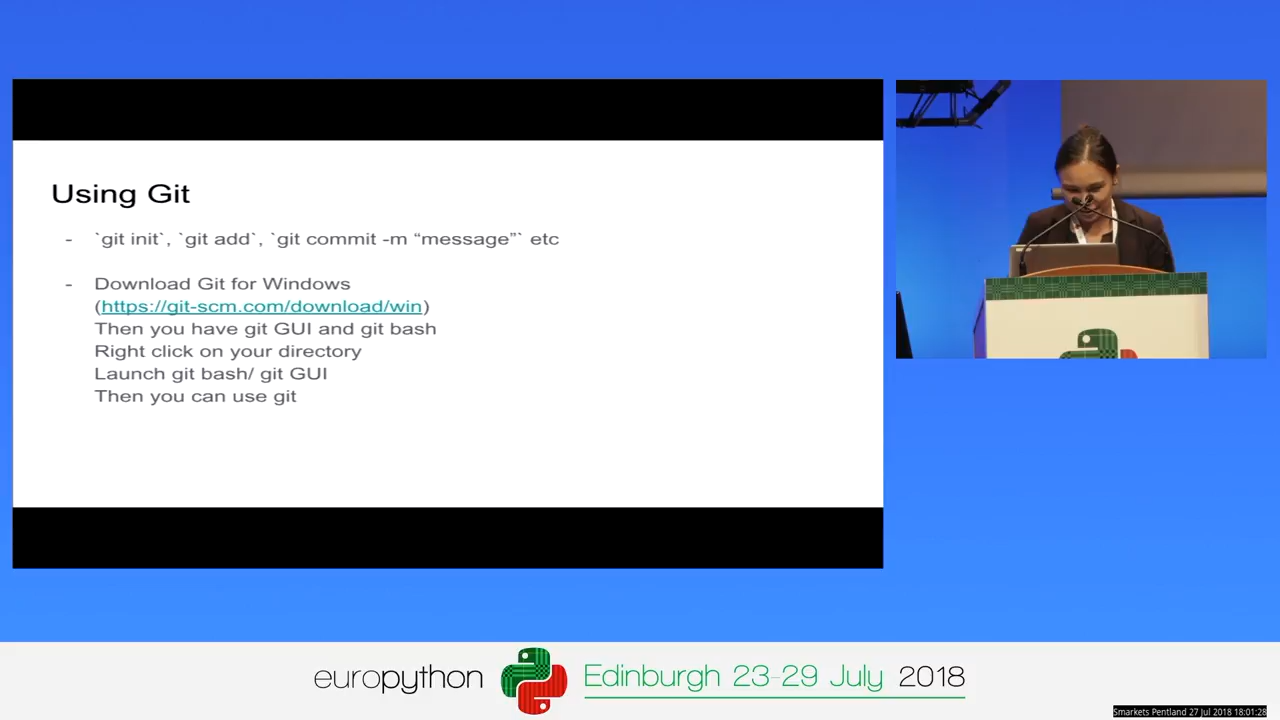 Using Git
- `git init`, `git add`, `git commit -m “message”` etc
- Download Git for Windows
(https://git-scm.com/download/win)
Then you have git GUI and git bash
Right click on your directory
Launch git bash/ git GUI
Then you can use git
europython Edinburgh 23-29 July 2018
Smarkets Pentland 27 Jul 2018 18:01:28